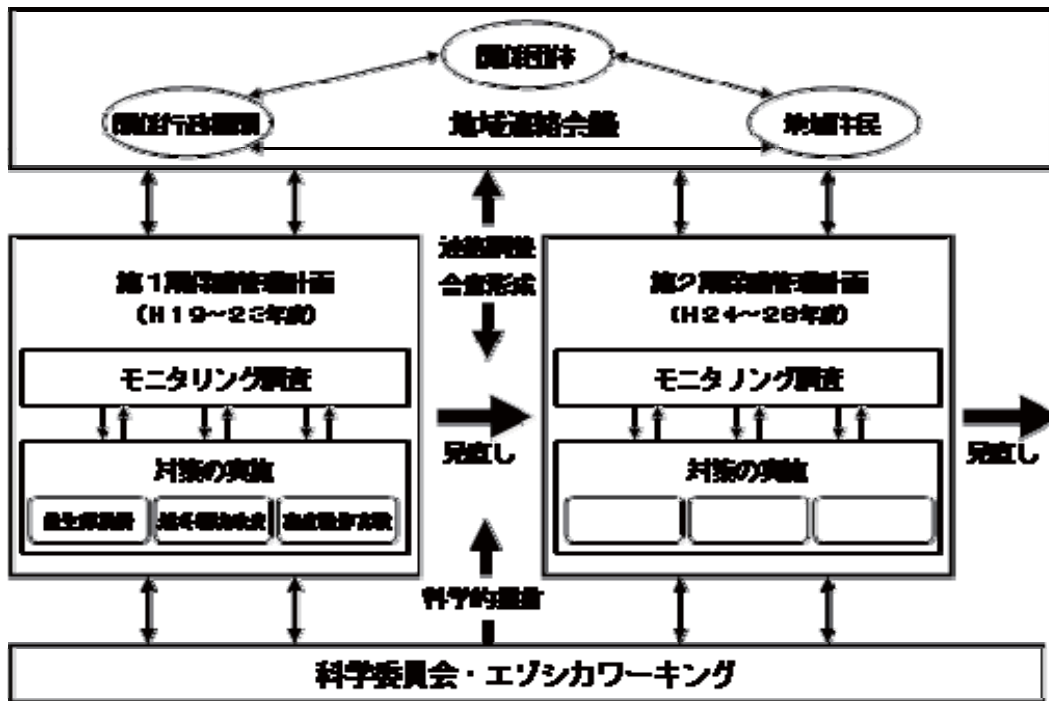 関係団体
関係行政機関
地域連絡会議
地域住民
連絡調整
合意形成
第1期保護管理計画
(H19～23年度)
モニタリング調査
対策の実施
見直し
第2期保護管理計画
(H24～28年度)
モニタリング調査
対策の実施
見直し
科学的提言
科学委員会・エゾシカワーキング